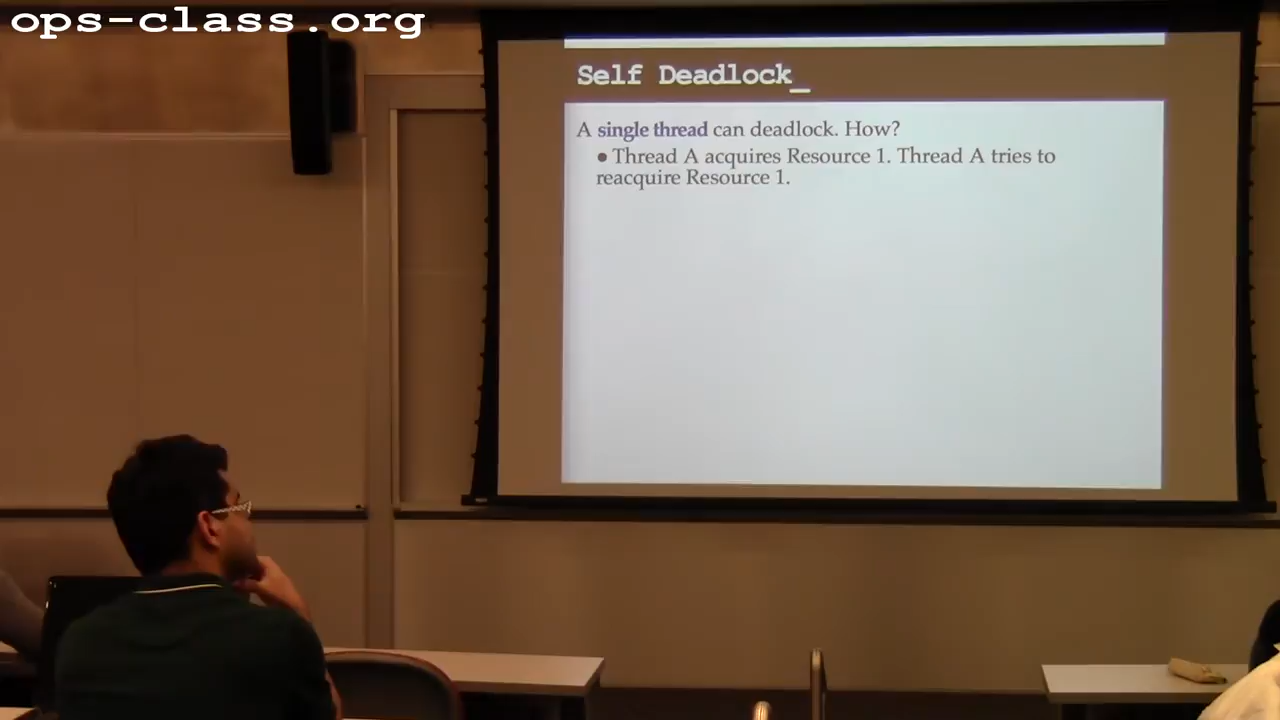 ops-class.org
Self Deadlock_
A single thread can deadlock. How?
● Thread A acquires Resource 1. Thread A tries to
reacquire Resource 1.